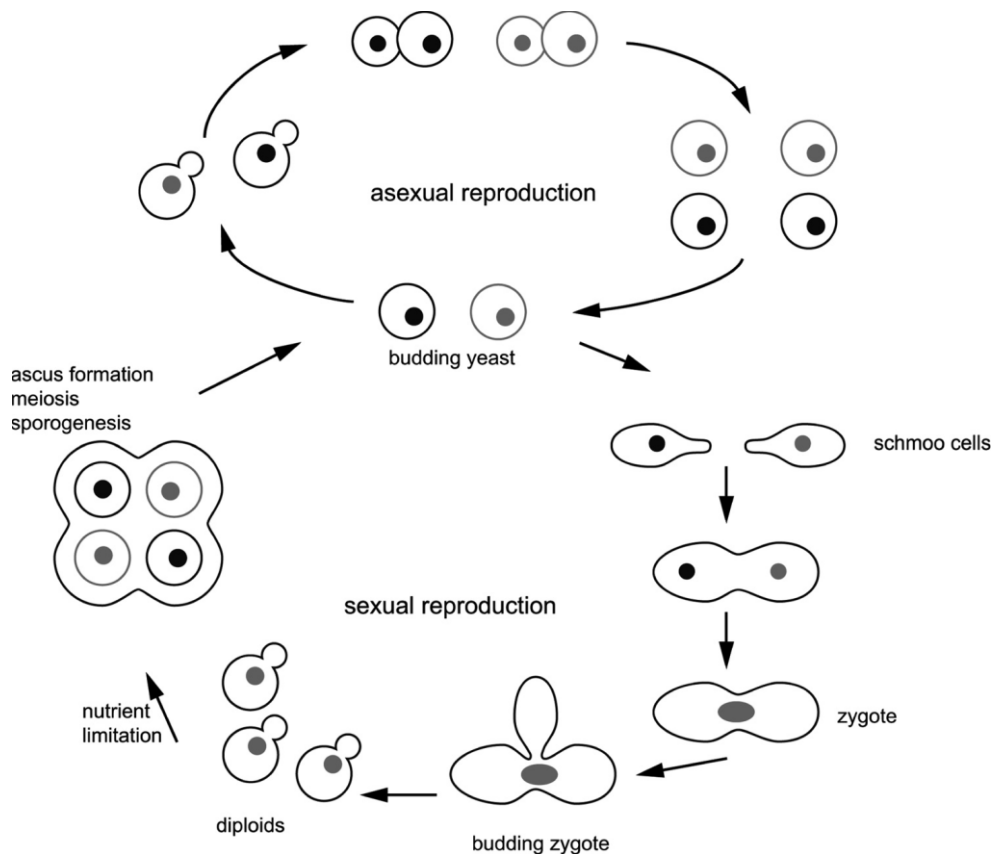 asexual reproduction
budding yeast
ascus formation
meiosis
sporogenesis
schmoo cells
sexual reproduction
zygote
nutrient
limitation
diploids
budding zygote